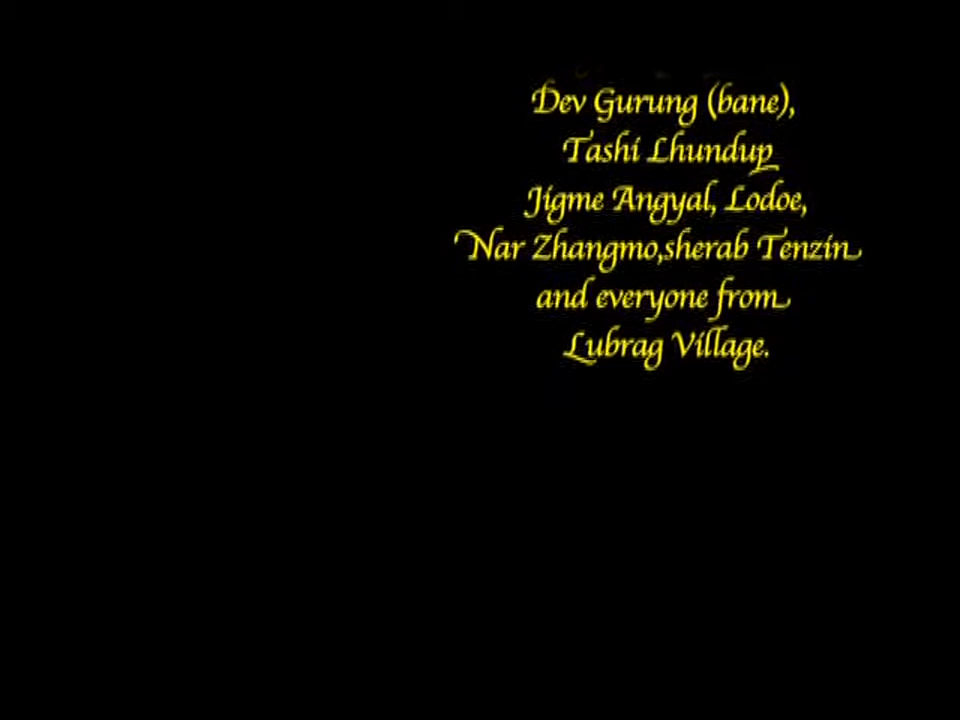 Dev Gurung (bane),
Tashi Lhundup
Jigme Angyal, Lodoe,
Nar Zhangmo,sherab Tenzin
and everyone from
Lubrag Village.